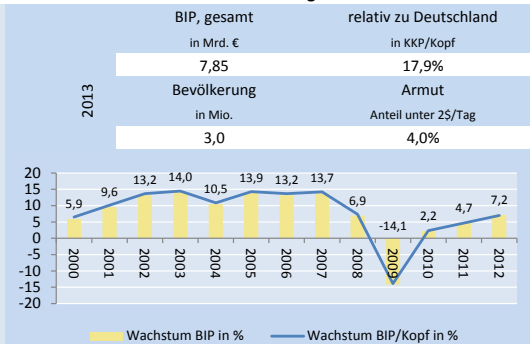 BIP, gesamt relativ zu Deutschland
in Mrd. € in KKP/Kopf
7,85 17,9%
2013
Bevölkerung Armut
in Mio. Anteil unter 2$/Tag
3,0 4,0%
20
15
10
5
0
-5
-10
-15
-20
5,9 9,6 13,2 14,0 10,5 13,9 13,2 13,7 6,9 -14,1 2,2 4,7 7,2
2000 2001 2002 2003 2004 2005 2006 2007 2008 2009 2010 2011 2012
Wachstum BIP in % Wachstum BIP/Kopf in %